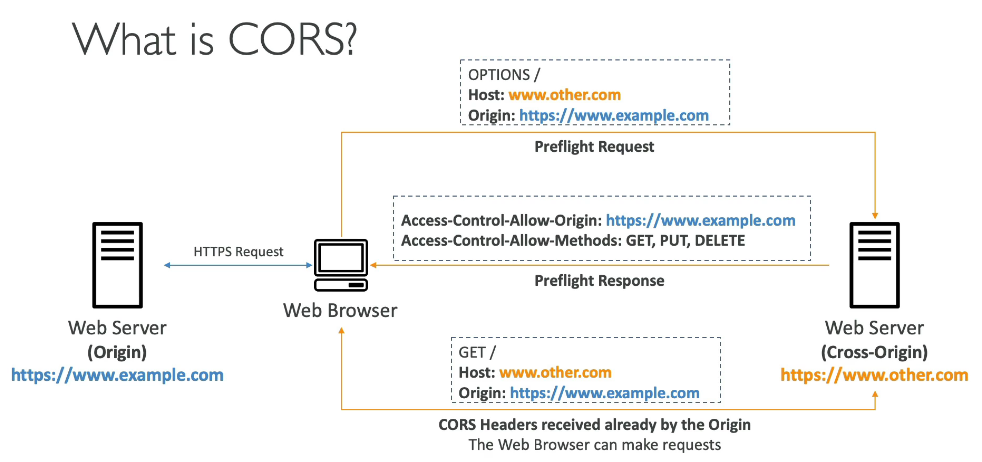 What is CORS?
OPTIONS /
Host: www.other.com
Origin: https://www.example.com
Preflight Request
Access-Control-Allow-Origin: https://www.example.com
Access-Control-Allow-Methods: GET, PUT, DELETE
HTTPS Request
Preflight Response
Web Browser
Web Server
(Origin)
https://www.example.com
Web Server
(Cross-Origin)
https://www.other.com
GET /
Host: www.other.com
Origin: https://www.example.com
CORS Headers received already by the Origin
The Web Browser can make requests